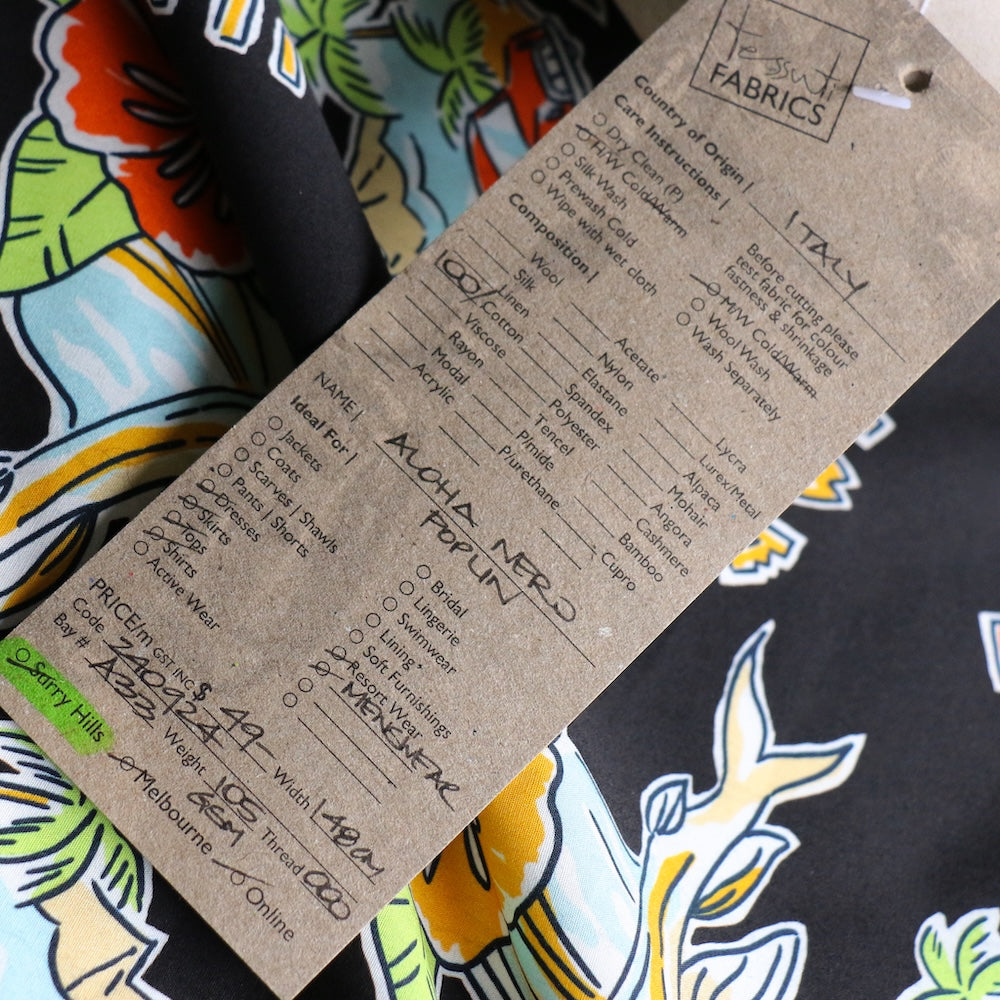 Tessuti
FABRICS
Country of Origin | ITALY
Care Instructions |
Dry Clean (P)
H/W Cold/Warm
Silk Wash
Prewash Cold
Wipe with wet cloth
Before cutting please
test fabric for colour
fastness & shrinkage
M/W Cold/Warm
Wool Wash
Wash Separately
Composition |
Wool
Silk
Linen
100/ Cotton
Viscose
Rayon
Modal
Acrylic
Acetate
Nylon
Elastane
Spandex
Polyester
Tencel
P/mide
P/urethane
Lycra
Lurex/Metal
Alpaca
Mohair
Angora
Cashmere
Bamboo
Cupro
NAME | ALOHA NERO
POPLIN
Ideal For |
Jackets
Coats
Scarves | Shawls
Pants | Shorts
Dresses
Skirts
Tops
Shirts
Active Wear
Bridal
Lingerie
Swimwear
Lining*
Soft Furnishings
Resort Wear
MENSWEAR
PRICE/m GST INC $ 49- Width 148cm
Code 240924 Weight 105 GSM Thread 000
Bay # A333
Surry Hills
Melbourne
Online